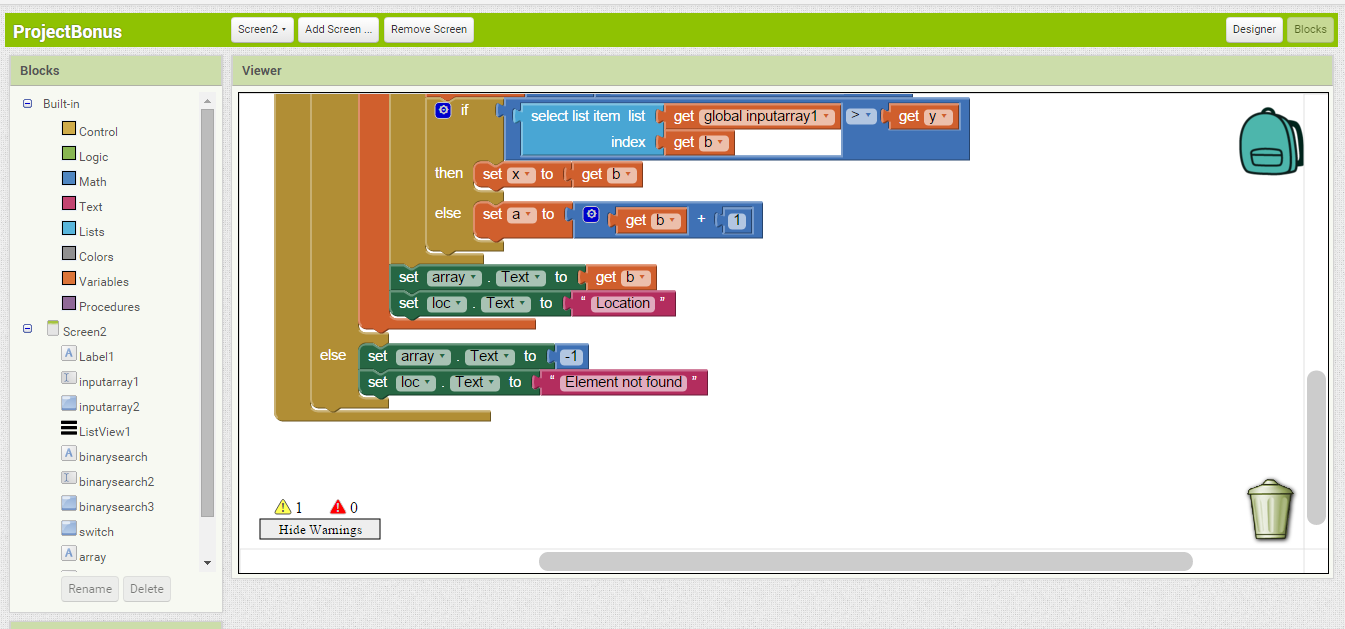 ProjectBonus
Screen2
Add Screen ...
Remove Screen
Designer
Blocks
Blocks
Viewer
Built-in
Control
Logic
Math
Text
Lists
Colors
Variables
Procedures
Screen2
Label1
inputarray1
inputarray2
ListView1
binarysearch
binarysearch2
binarysearch3
switch
array
Rename
Delete
if select list item list get global inputarray1 > get y
index get b
then set x to get b
else set a to get b + 1
set array . Text to get b
set loc . Text to " Location "
else set array . Text to -1
set loc . Text to " Element not found "
1 0
Hide Warnings